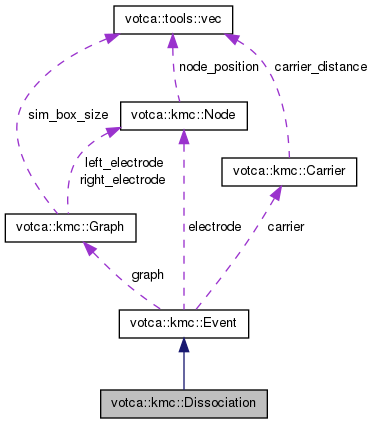 votca::tools::vec
node_position
carrier_distance
sim_box_size
votca::kmc::Node
left_electrode
right_electrode
votca::kmc::Carrier
votca::kmc::Graph
electrode
carrier
graph
votca::kmc::Event
votca::kmc::Dissociation